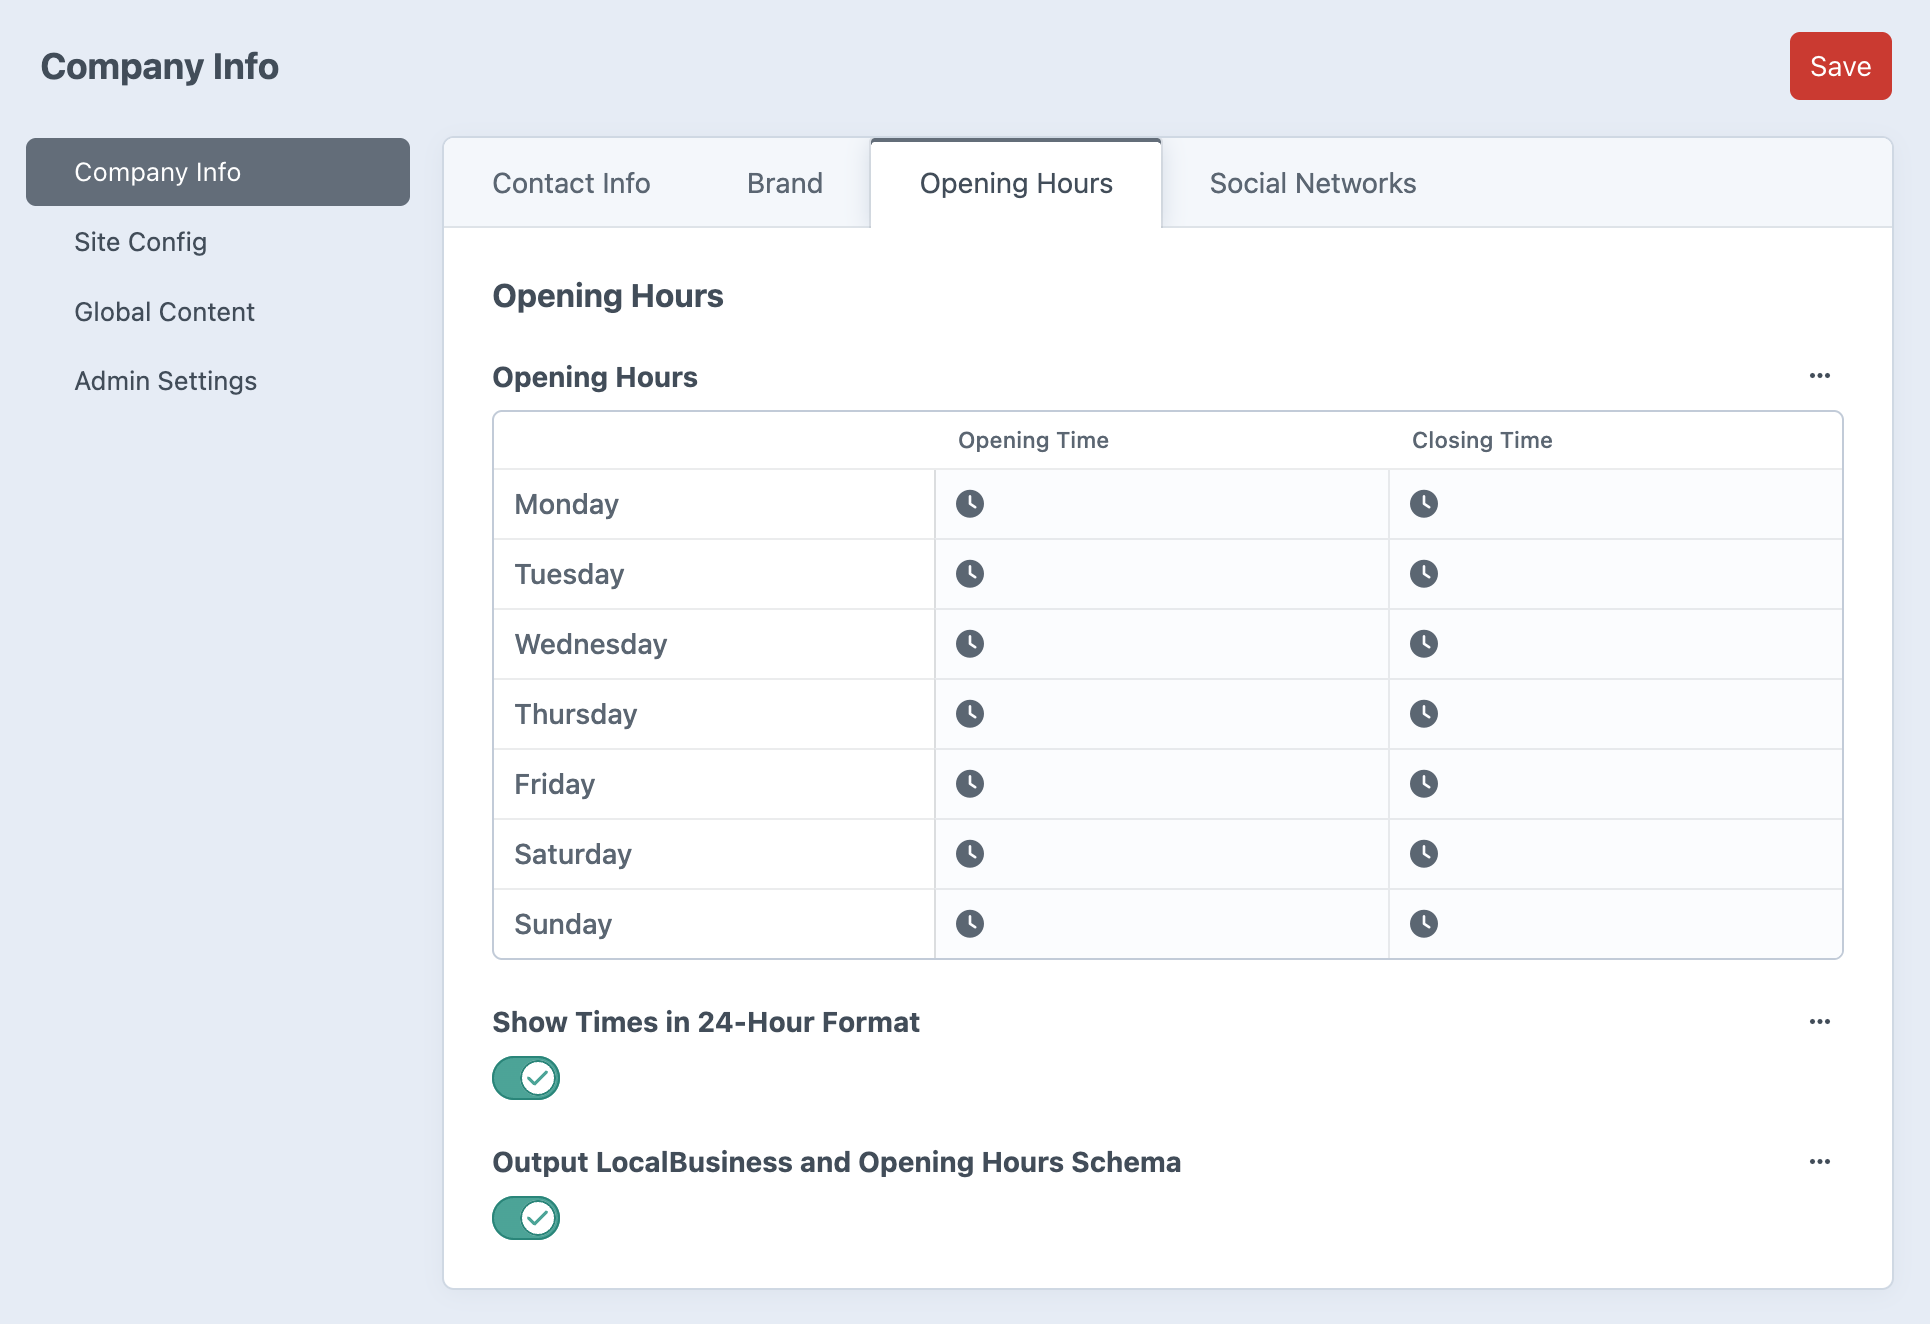 Company Info
Save
Company Info
Site Config
Global Content
Admin Settings
Contact Info Brand Opening Hours Social Networks
Opening Hours
Opening Hours
Opening Time Closing Time
Monday
Tuesday
Wednesday
Thursday
Friday
Saturday
Sunday
Show Times in 24-Hour Format
Output LocalBusiness and Opening Hours Schema